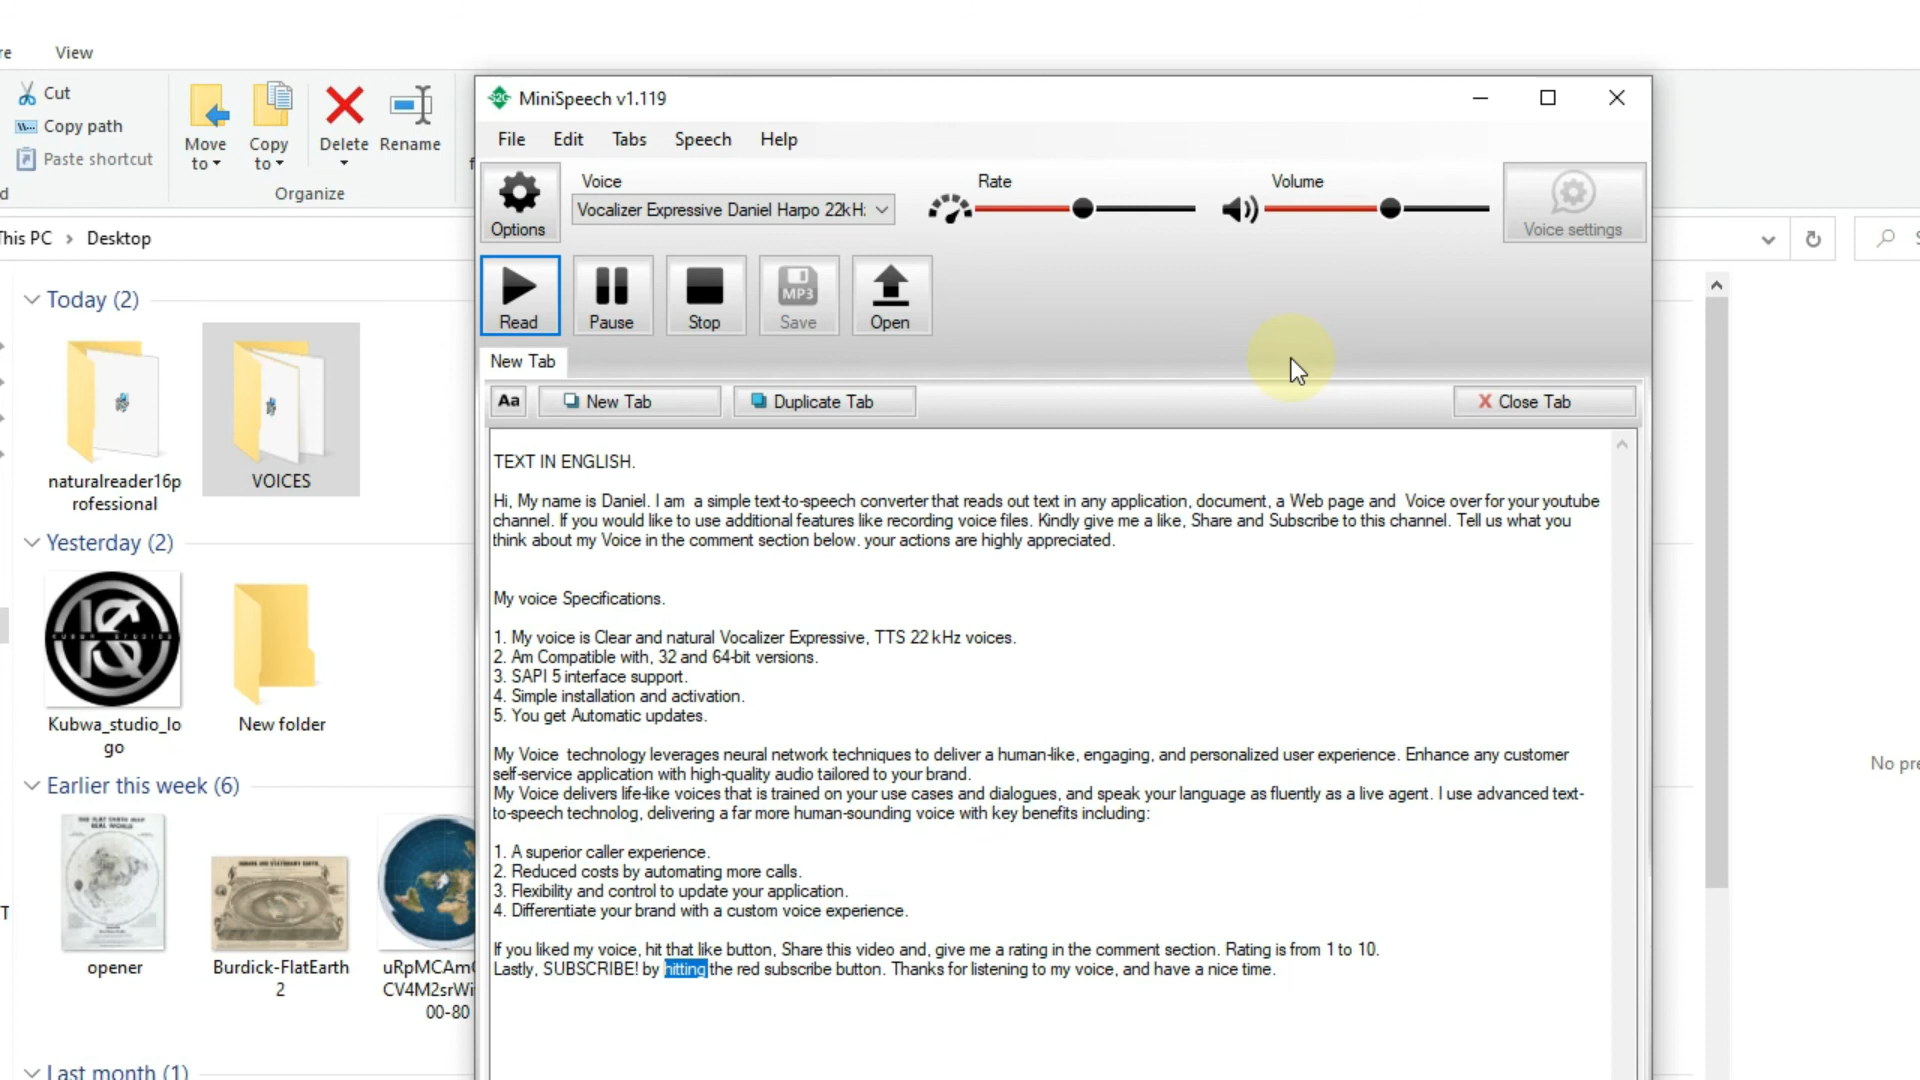 View
Cut
Copy path
Paste shortcut
Move to
Copy to
Delete
Rename
Organize
This PC > Desktop
Today (2)
naturalreader16professional
VOICES
Yesterday (2)
Kubwa_studio_logo
New folder
Earlier this week (6)
opener
Burdick-FlatEarth2
Last month (1)
MiniSpeech v1.119
File Edit Tabs Speech Help
Options
Voice
Vocalizer Expressive Daniel Harpo 22kH:
Rate
Volume
Voice settings
Read
Pause
Stop
MP3
Save
Open
New Tab
Aa
New Tab
Duplicate Tab
X Close Tab
TEXT IN ENGLISH.
Hi, My name is Daniel. I am a simple text-to-speech converter that reads out text in any application, document, a Web page and Voice over for your youtube
channel. If you would like to use additional features like recording voice files. Kindly give me a like, Share and Subscribe to this channel. Tell us what you
think about my Voice in the comment section below. your actions are highly appreciated.
My voice Specifications.
1. My voice is Clear and natural Vocalizer Expressive, TTS 22 kHz voices.
2. Am Compatible with, 32 and 64-bit versions.
3. SAPI 5 interface support.
4. Simple installation and activation.
5. You get Automatic updates.
My Voice technology leverages neural network techniques to deliver a human-like, engaging, and personalized user experience. Enhance any customer
self-service application with high-quality audio tailored to your brand.
My Voice delivers life-like voices that is trained on your use cases and dialogues, and speak your language as fluently as a live agent. I use advanced text-
to-speech technolog, delivering a far more human-sounding voice with key benefits including:
1. A superior caller experience.
2. Reduced costs by automating more calls.
3. Flexibility and control to update your application.
4. Differentiate your brand with a custom voice experience.
If you liked my voice, hit that like button, Share this video and, give me a rating in the comment section. Rating is from 1 to 10.
Lastly, SUBSCRIBE! by hitting the red subscribe button. Thanks for listening to my voice, and have a nice time.